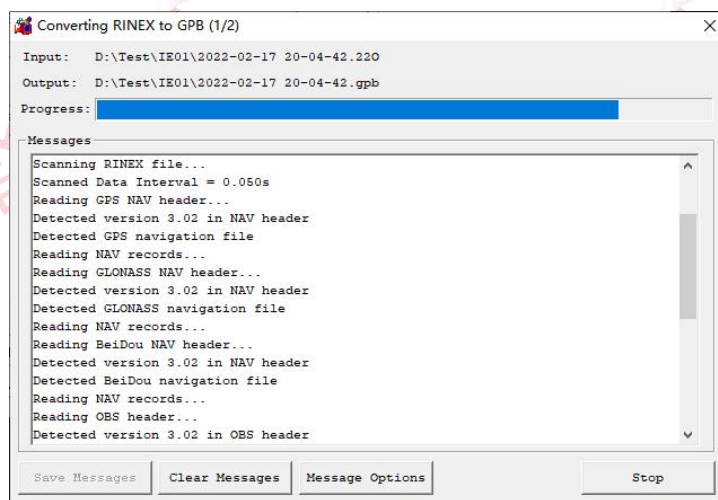 Converting RINEX to GPB (1/2)
Input: D:\Test\IE01\2022-02-17 20-04-42.22O
Output: D:\Test\IE01\2022-02-17 20-04-42.gpb
Progress:
Messages
Scanning RINEX file...
Scanned Data Interval = 0.050s
Reading GPS NAV header...
Detected version 3.02 in NAV header
Detected GPS navigation file
Reading NAV records...
Reading GLONASS NAV header...
Detected version 3.02 in NAV header
Detected GLONASS navigation file
Reading NAV records...
Reading BeiDou NAV header...
Detected version 3.02 in NAV header
Detected BeiDou navigation file
Reading NAV records...
Reading OBS header...
Detected version 3.02 in OBS header
Save Messages Clear Messages Message Options Stop